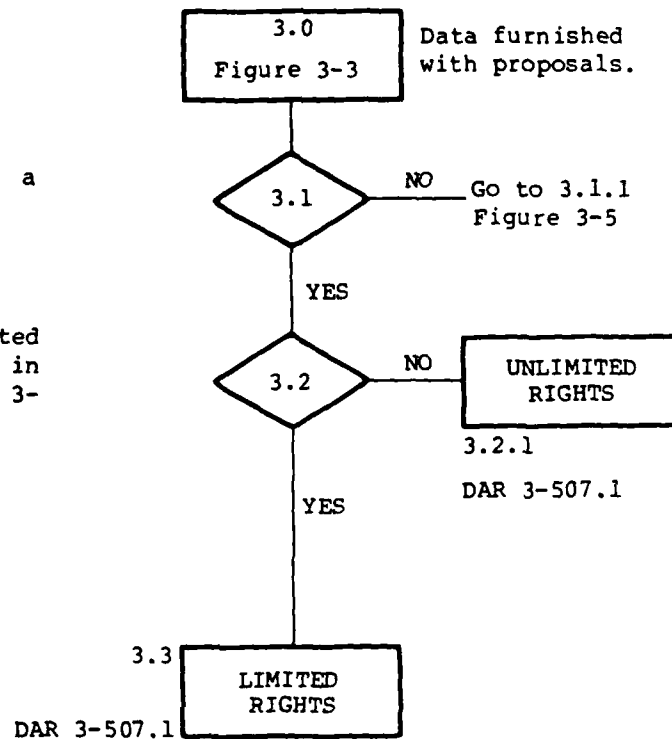 3.0
Figure 3-3
Data furnished
with proposals.
a
3.1
NO
Go to 3.1.1
Figure 3-5
YES
ted
in
3-
3.2
NO
UNLIMITED
RIGHTS
3.2.1
DAR 3-507.1
YES
3.3
LIMITED
RIGHTS
DAR 3-507.1